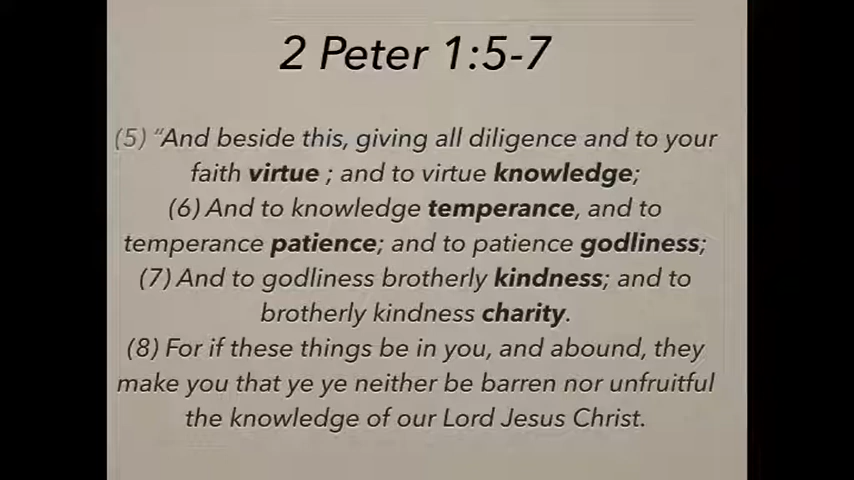 2 Peter 1:5-7
(5) “And beside this, giving all diligence and to your
faith virtue ; and to virtue knowledge;
(6) And to knowledge temperance, and to
temperance patience; and to patience godliness;
(7) And to godliness brotherly kindness; and to
brotherly kindness charity.
(8) For if these things be in you, and abound, they
make you that ye ye neither be barren nor unfruitful
the knowledge of our Lord Jesus Christ.